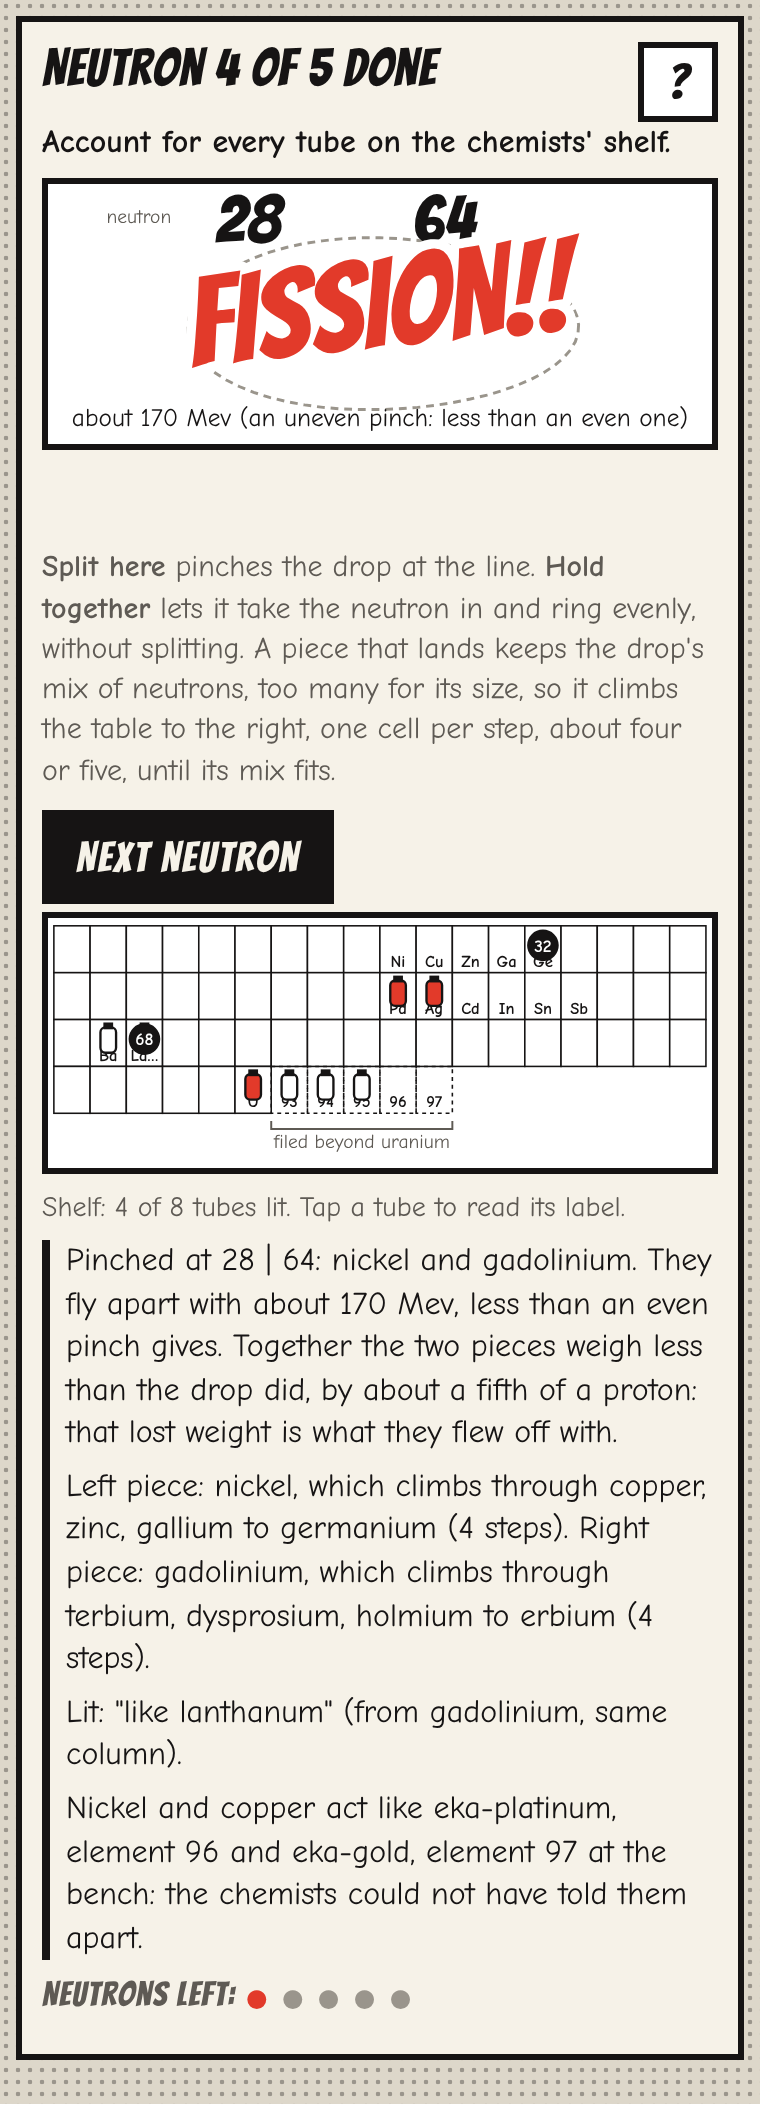 NEUTRON 4 OF 5 DONE
?
Account for every tube on the chemists' shelf.
neutron
28
64
FISSION!!
about 170 Mev (an uneven pinch: less than an even one)
Split here pinches the drop at the line. Hold
together lets it take the neutron in and ring evenly,
without splitting. A piece that lands keeps the drop's
mix of neutrons, too many for its size, so it climbs
the table to the right, one cell per step, about four
or five, until its mix fits.
NEXT NEUTRON
Ni Cu Zn Ga Ge 32
Pd Ag Cd In Sn Sb
Ba La... 68
93 94 95 96 97
filed beyond uranium
Shelf: 4 of 8 tubes lit. Tap a tube to read its label.
Pinched at 28 | 64: nickel and gadolinium. They
fly apart with about 170 Mev, less than an even
pinch gives. Together the two pieces weigh less
than the drop did, by about a fifth of a proton:
that lost weight is what they flew off with.
Left piece: nickel, which climbs through copper,
zinc, gallium to germanium (4 steps). Right
piece: gadolinium, which climbs through
terbium, dysprosium, holmium to erbium (4
steps).
Lit: "like lanthanum" (from gadolinium, same
column).
Nickel and copper act like eka-platinum,
element 96 and eka-gold, element 97 at the
bench: the chemists could not have told them
apart.
NEUTRONS LEFT: